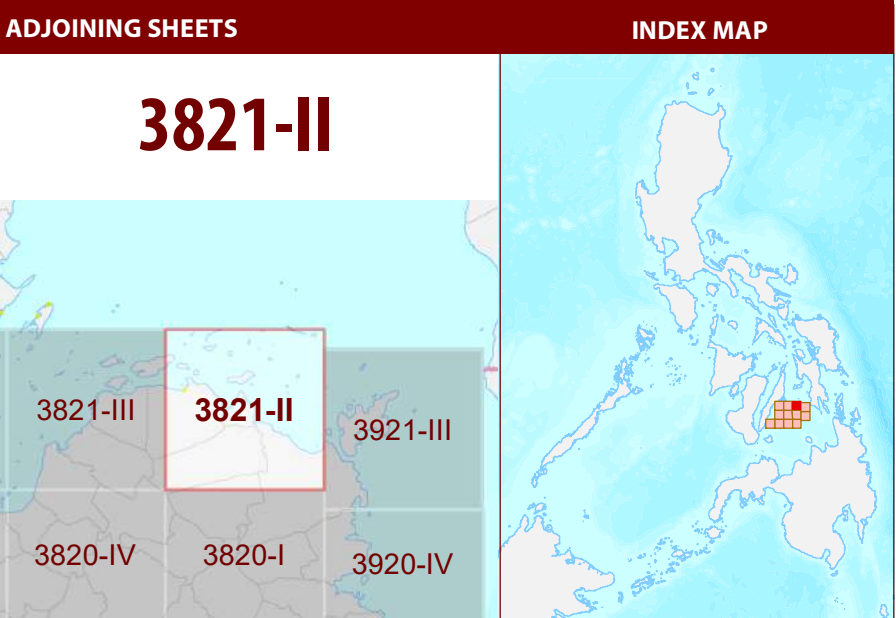 ADJOINING SHEETS
INDEX MAP
3821-II
3821-III
3821-II
3921-III
3820-IV
3820-I
3920-IV